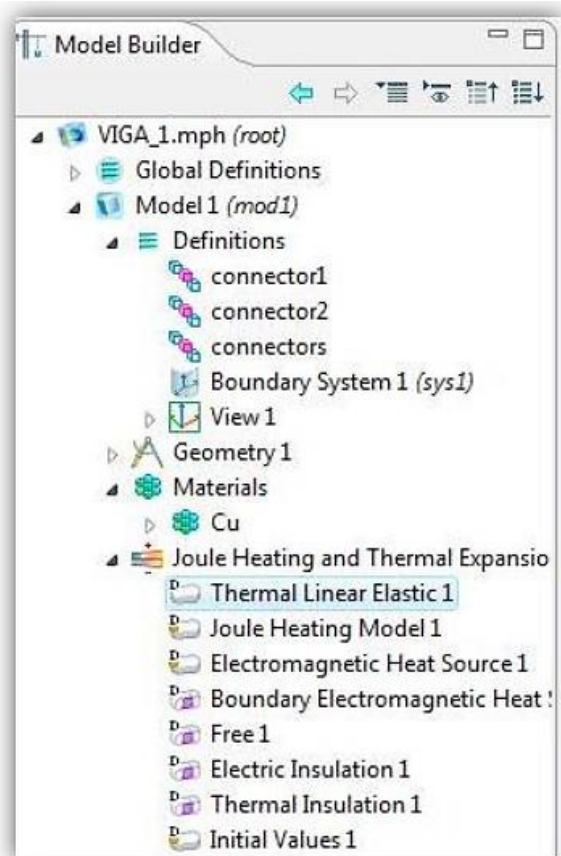 Model Builder
VIGA_1.mph (root)
Global Definitions
Model 1 (mod1)
Definitions
connector1
connector2
connectors
Boundary System 1 (sys1)
View 1
Geometry 1
Materials
Cu
Joule Heating and Thermal Expansio
Thermal Linear Elastic 1
Joule Heating Model 1
Electromagnetic Heat Source 1
Boundary Electromagnetic Heat
Free 1
Electric Insulation 1
Thermal Insulation 1
Initial Values 1